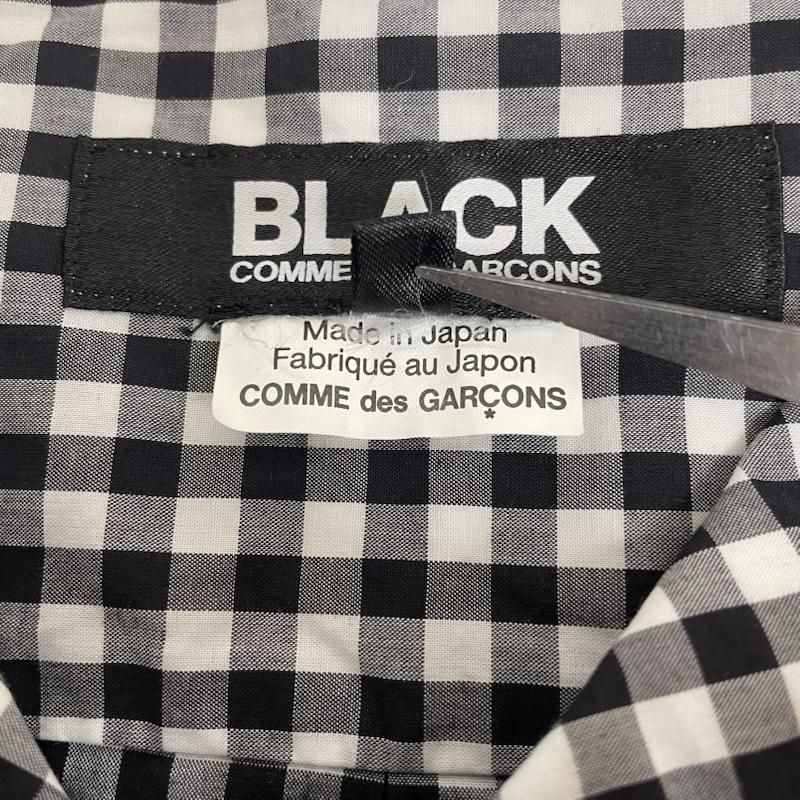 BLACK
COMME ARCONS
Made in Japan
Fabriqué au Japon
COMME des GARÇONS
*